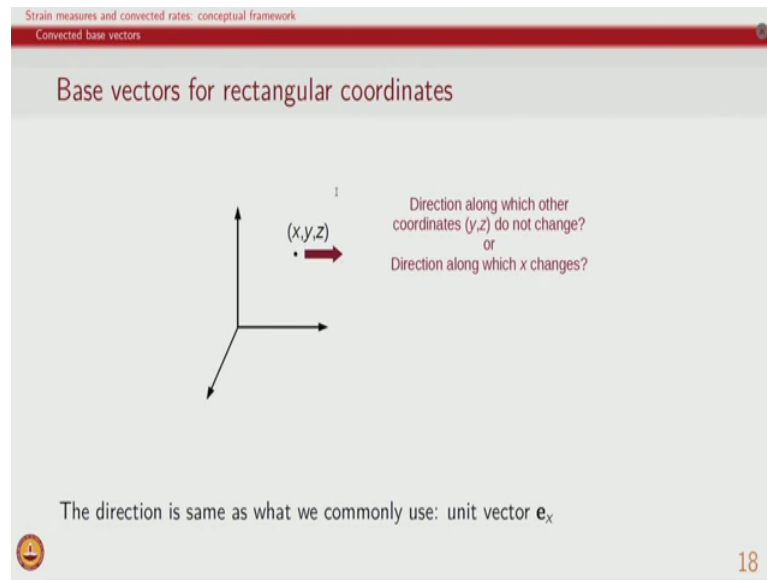 Strain measures and convected rates: conceptual framework
Convected base vectors
Base vectors for rectangular coordinates
(x,y,z)
Direction along which other
coordinates (y,z) do not change?
or
Direction along which x changes?
The direction is same as what we commonly use: unit vector eₓ
18